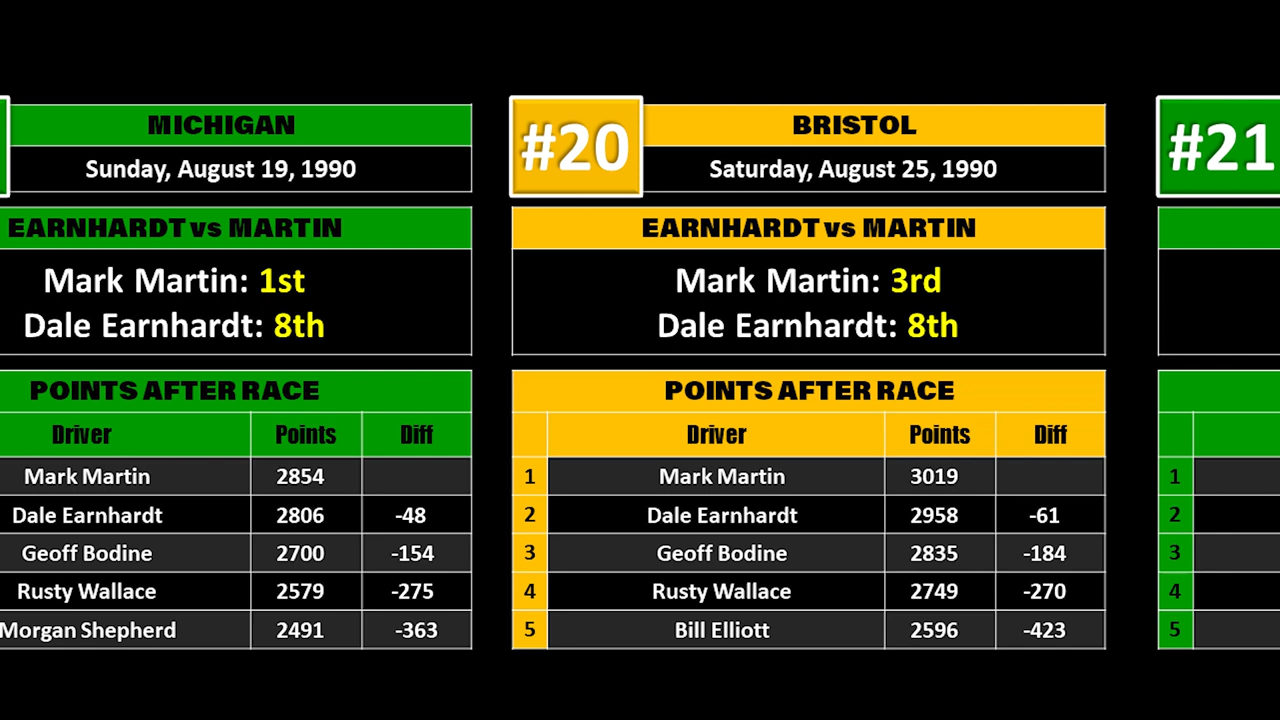 MICHIGAN
Sunday, August 19, 1990
EARNHARDT vs MARTIN
Mark Martin: 1st
Dale Earnhardt: 8th
POINTS AFTER RACE
Driver Points Diff
Mark Martin 2854
Dale Earnhardt 2806 -48
Geoff Bodine 2700 -154
Rusty Wallace 2579 -275
Morgan Shepherd 2491 -363
#20
BRISTOL
Saturday, August 25, 1990
EARNHARDT vs MARTIN
Mark Martin: 3rd
Dale Earnhardt: 8th
POINTS AFTER RACE
Driver Points Diff
1 Mark Martin 3019
2 Dale Earnhardt 2958 -61
3 Geoff Bodine 2835 -184
4 Rusty Wallace 2749 -270
5 Bill Elliott 2596 -423
#21
1
2
3
4
5